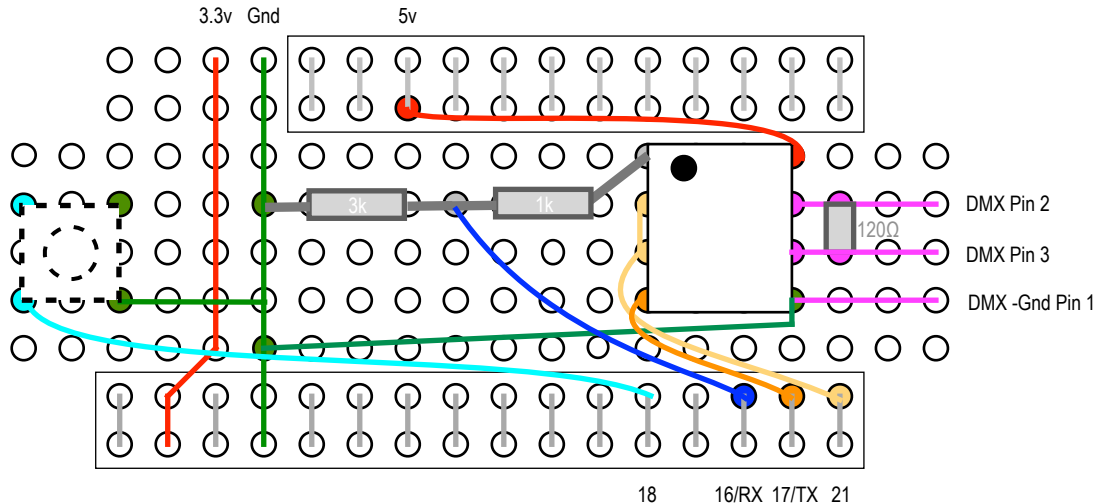 3.3v Gnd 5v
3k 1k
DMX Pin 2
120Ω
DMX Pin 3
DMX -Gnd Pin 1
18 16/RX 17/TX 21